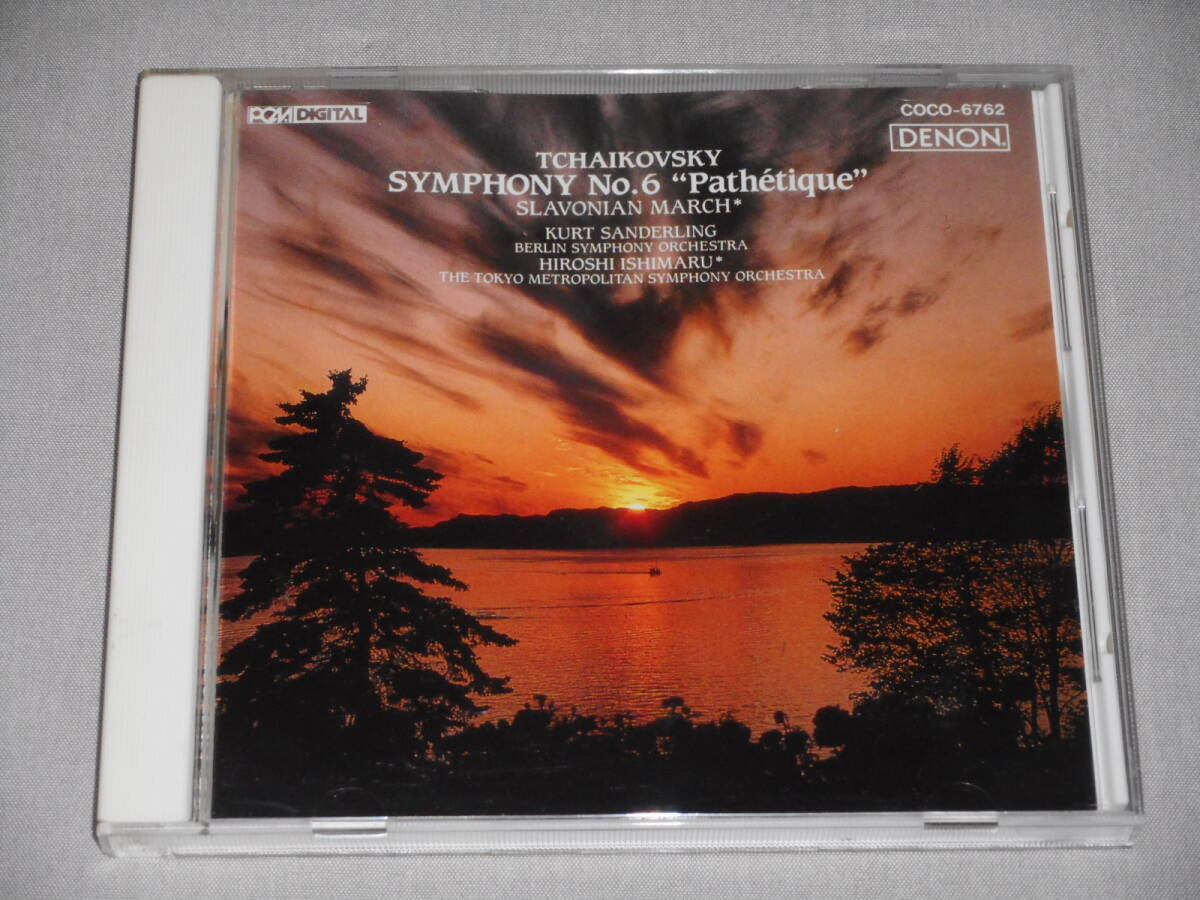 PCM DIGITAL
COCO-6762
DENON
TCHAIKOVSKY
SYMPHONY No.6 “Pathétique”
SLAVONIAN MARCH*
KURT SANDERLING
BERLIN SYMPHONY ORCHESTRA
HIROSHI ISHIMARU*
THE TOKYO METROPOLITAN SYMPHONY ORCHESTRA